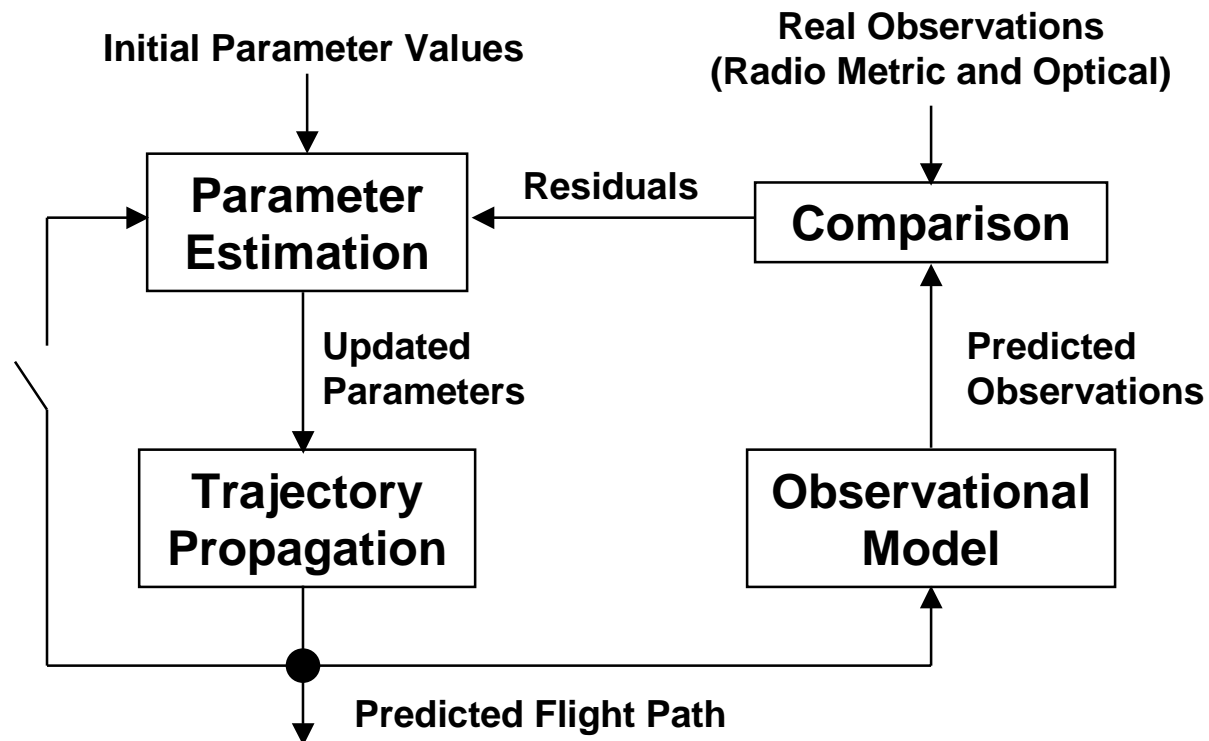 Initial Parameter Values
Real Observations
(Radio Metric and Optical)
Parameter
Estimation
Residuals
Comparison
Updated
Parameters
Predicted
Observations
Trajectory
Propagation
Observational
Model
Predicted Flight Path